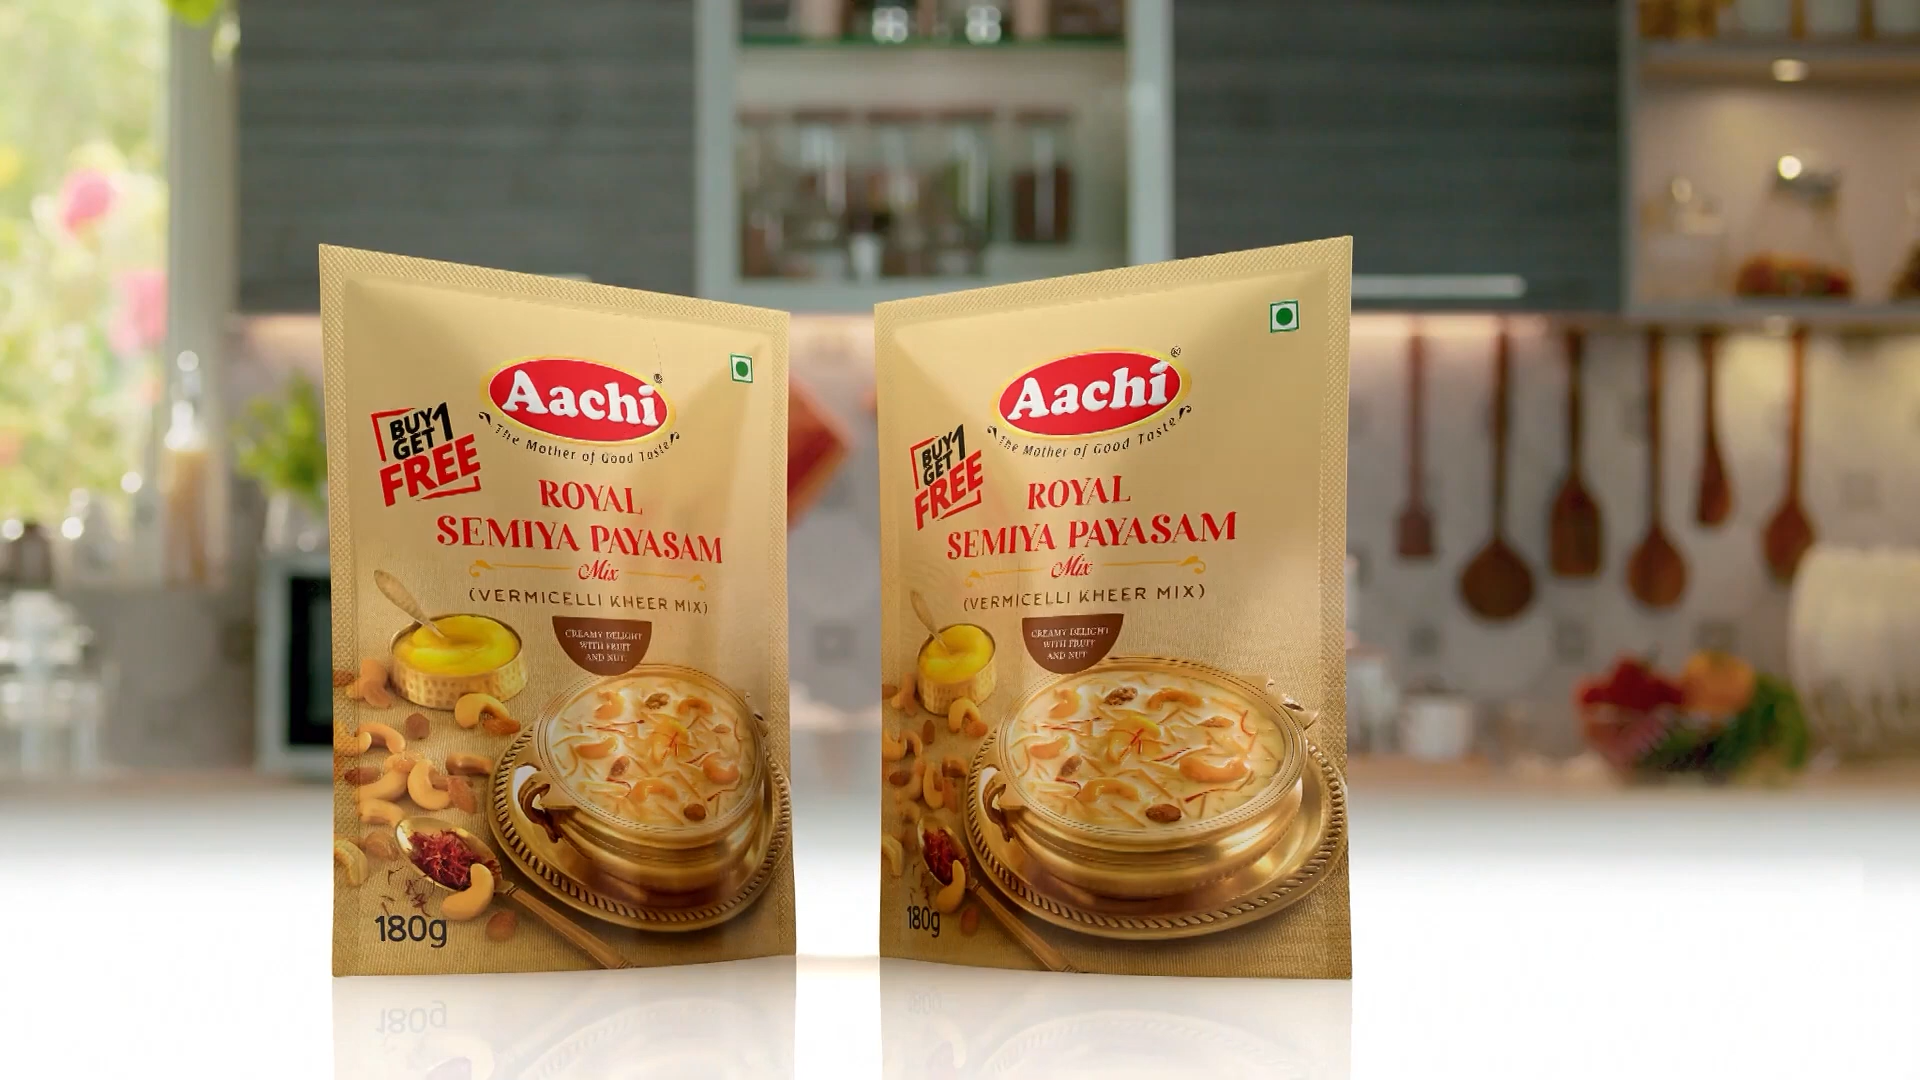 Aachi
®
The Mother of Good Taste
BUY 1
GET
FREE
ROYAL
SEMIYA PAYASAM
Mix
(VERMICELLI KHEER MIX)
CREAMY DELIGHT
WITH FRUIT
AND NUT
180g
Aachi
®
The Mother of Good Taste
BUY 1
GET
FREE
ROYAL
SEMIYA PAYASAM
Mix
(VERMICELLI KHEER MIX)
CREAMY DELIGHT
WITH FRUIT
AND NUT
180g